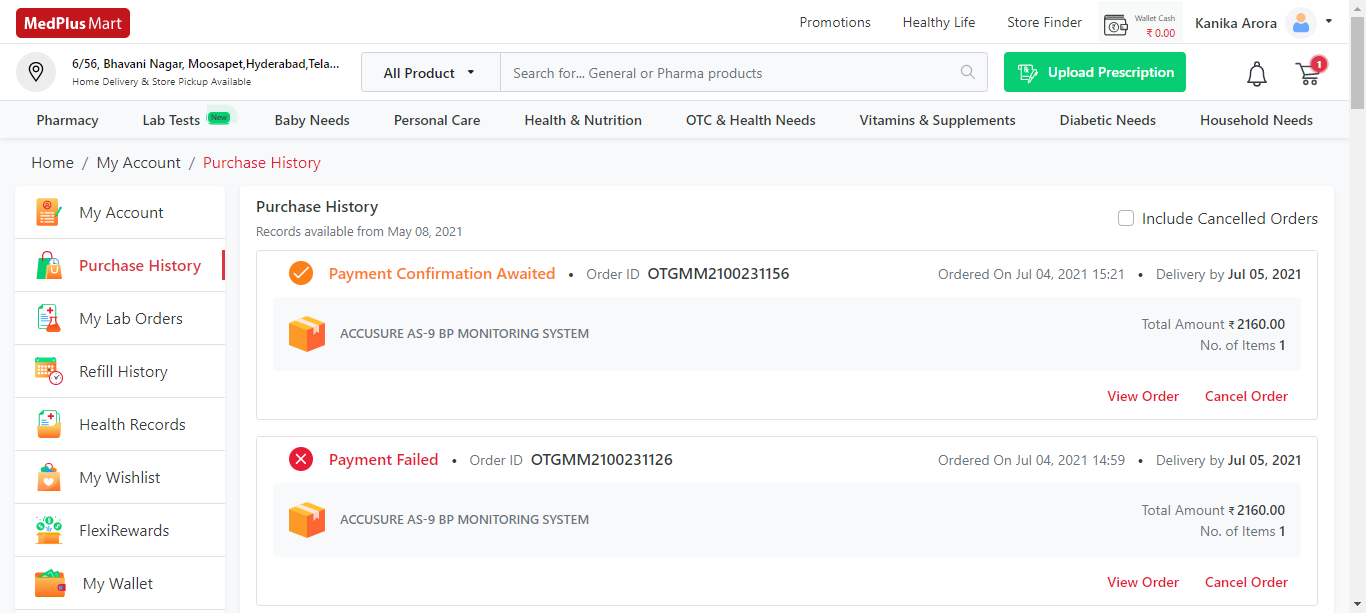 MedPlus Mart
Promotions
Healthy Life
Store Finder
Wallet Cash
₹ 0.00
Kanika Arora
6/56, Bhavani Nagar, Moosapet,Hyderabad,Tela...
Home Delivery & Store Pickup Available
All Product
Search for... General or Pharma products
Upload Prescription
1
Pharmacy
Lab Tests
New
Baby Needs
Personal Care
Health & Nutrition
OTC & Health Needs
Vitamins & Supplements
Diabetic Needs
Household Needs
Home / My Account / Purchase History
My Account
Purchase History
My Lab Orders
Refill History
Health Records
My Wishlist
FlexiRewards
My Wallet
Purchase History
Records available from May 08, 2021
Include Cancelled Orders
Payment Confirmation Awaited • Order ID OTGMM2100231156
Ordered On Jul 04, 2021 15:21 • Delivery by Jul 05, 2021
ACCUSURE AS-9 BP MONITORING SYSTEM
Total Amount ₹ 2160.00
No. of Items 1
View Order
Cancel Order
Payment Failed • Order ID OTGMM2100231126
Ordered On Jul 04, 2021 14:59 • Delivery by Jul 05, 2021
ACCUSURE AS-9 BP MONITORING SYSTEM
Total Amount ₹ 2160.00
No. of Items 1
View Order
Cancel Order